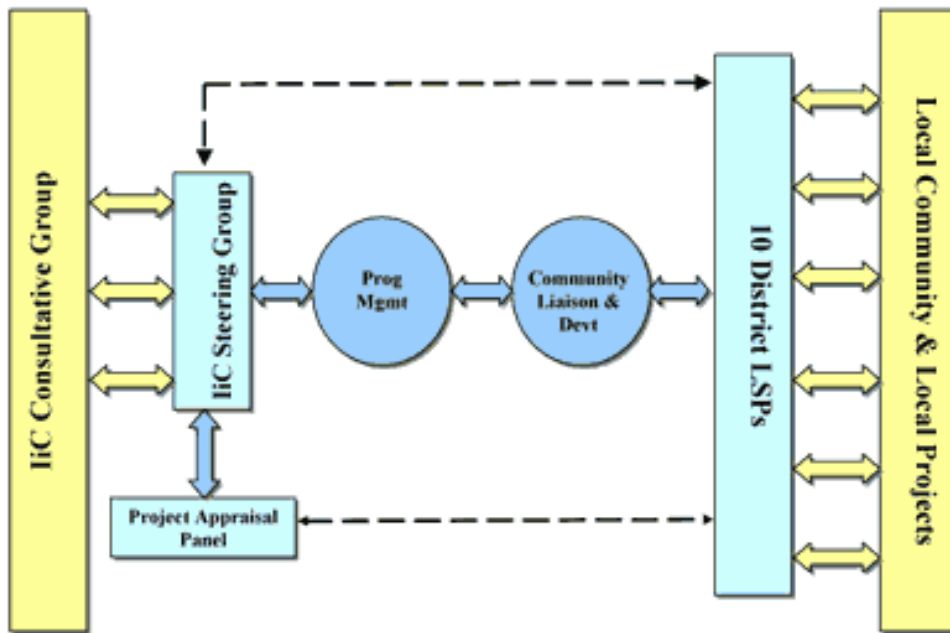 IiC Consultative Group
IiC Steering Group
Prog
Mgmt
Community
Liaison &
Devt
10 District LSPs
Local Community & Local Projects
Project Appraisal
Panel